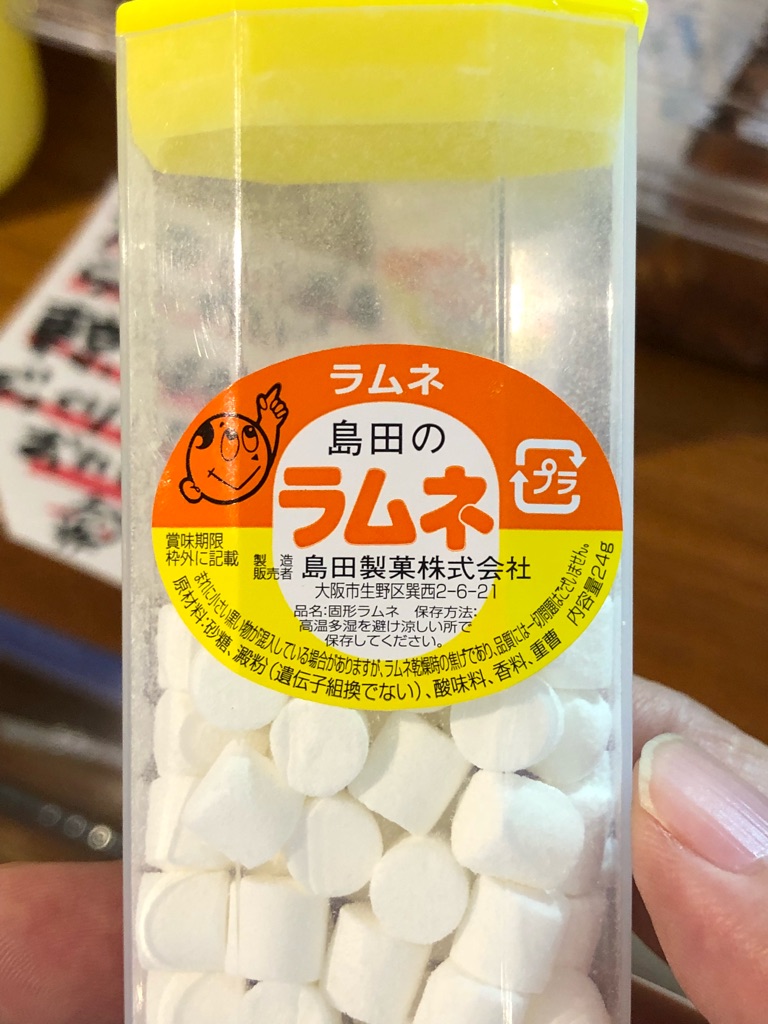 ラムネ
島田の
ラムネ
プラ
賞味期限
枠外に記載
製造
販売者
島田製菓株式会社
大阪市生野区巽西2-6-21
品名:固形ラムネ 保存方法:
高温多湿を避け涼しい所で
保存してください。
まれに小さい黒い物が混入している場合がありますが、ラムネ乾燥時の焦げであり、品質には一切問題はございません。
原材料:砂糖、澱粉(遺伝子組換でない)、酸味料、香料、重曹 内容量24g